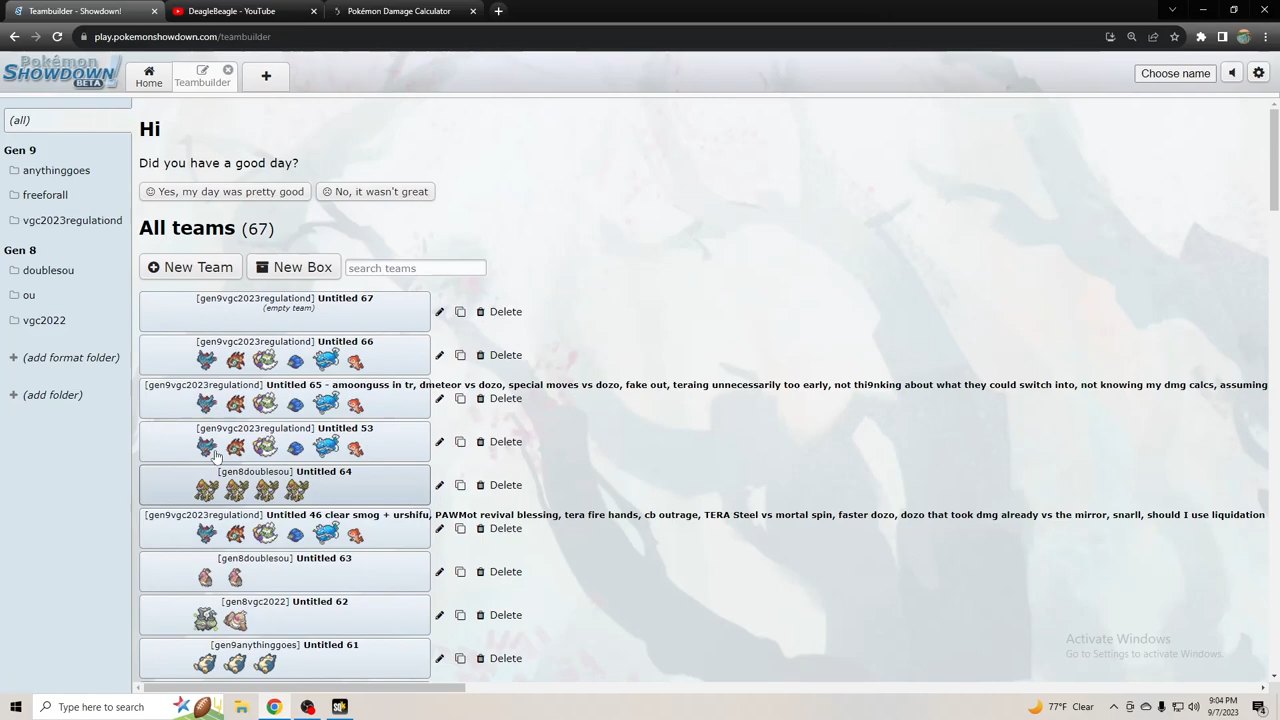 Teambuilder - Showdown!
DeagleBeagle - YouTube
Pokémon Damage Calculator
play.pokemonshowdown.com/teambuilder
Pokémon
SHOWDOWN!
BETA
Home
Teambuilder
Choose name
(all)
Gen 9
anythinggoes
freeforall
vgc2023regulationd
Gen 8
doublesou
ou
vgc2022
(add format folder)
(add folder)
Hi
Did you have a good day?
Yes, my day was pretty good
No, it wasn't great
All teams (67)
New Team
New Box
search teams
[gen9vgc2023regulationd] Untitled 67
(empty team)
Delete
[gen9vgc2023regulationd] Untitled 66
Delete
[gen9vgc2023regulationd] Untitled 65 - amoonguss in tr, dmeteor vs dozo, special moves vs dozo, fake out, teraing unnecessarily too early, not thi9nking about what they could switch into, not knowing my dmg calcs, assuming
Delete
[gen9vgc2023regulationd] Untitled 53
Delete
[gen8doublesou] Untitled 64
Delete
[gen9vgc2023regulationd] Untitled 46 clear smog + urshifu, PAWMot revival blessing, tera fire hands, cb outrage, TERA Steel vs mortal spin, faster dozo, dozo that took dmg already vs the mirror, snarll, should I use liquidation
Delete
[gen8doublesou] Untitled 63
Delete
[gen8vgc2022] Untitled 62
Delete
[gen9anythinggoes] Untitled 61
Delete
Activate Windows
Go to Settings to activate Windows.
Type here to search
77°F Clear
9:04 PM
9/7/2023
4